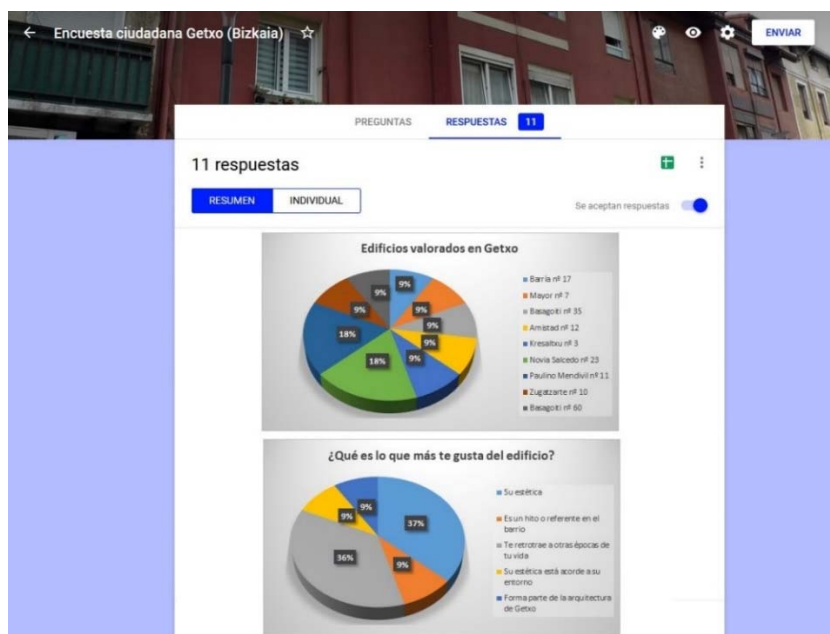 Encuesta ciudadana Getxo (Bizkaia)
ENVIAR
PREGUNTAS
RESPUESTAS 11
11 respuestas
RESUMEN
INDIVIDUAL
Se aceptan respuestas
Edificios valorados en Getxo
9%
9%
9%
9%
9%
18%
18%
9%
9%
Barría nº 17
Mayor nº 7
Basagoiti nº 35
Amistad nº 12
Kresaltxu nº 3
Novia Salcedo nº 23
Paulino Mendivil nº 11
Zugatzarte nº 10
Basagoiti nº 60
¿Qué es lo que más te gusta del edificio?
37%
9%
36%
9%
9%
Su estética
Es un hito o referente en el
barrio
Te retrotrae a otras épocas de
tu vida
Su estética está acorde a su
entorno
Forma parte de la arquitectura
de Getxo